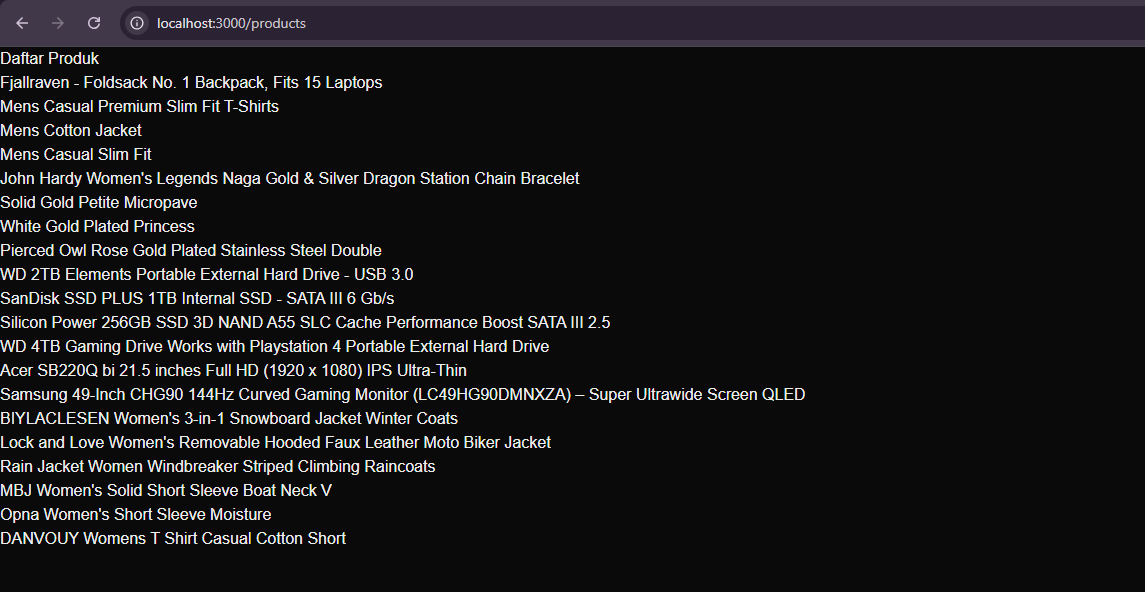 localhost:3000/products
Daftar Produk
Fjallraven - Foldsack No. 1 Backpack, Fits 15 Laptops
Mens Casual Premium Slim Fit T-Shirts
Mens Cotton Jacket
Mens Casual Slim Fit
John Hardy Women's Legends Naga Gold & Silver Dragon Station Chain Bracelet
Solid Gold Petite Micropave
White Gold Plated Princess
Pierced Owl Rose Gold Plated Stainless Steel Double
WD 2TB Elements Portable External Hard Drive - USB 3.0
SanDisk SSD PLUS 1TB Internal SSD - SATA III 6 Gb/s
Silicon Power 256GB SSD 3D NAND A55 SLC Cache Performance Boost SATA III 2.5
WD 4TB Gaming Drive Works with Playstation 4 Portable External Hard Drive
Acer SB220Q bi 21.5 inches Full HD (1920 x 1080) IPS Ultra-Thin
Samsung 49-Inch CHG90 144Hz Curved Gaming Monitor (LC49HG90DMNXZA) – Super Ultrawide Screen QLED
BIYLACLESEN Women's 3-in-1 Snowboard Jacket Winter Coats
Lock and Love Women's Removable Hooded Faux Leather Moto Biker Jacket
Rain Jacket Women Windbreaker Striped Climbing Raincoats
MBJ Women's Solid Short Sleeve Boat Neck V
Opna Women's Short Sleeve Moisture
DANVOUY Womens T Shirt Casual Cotton Short